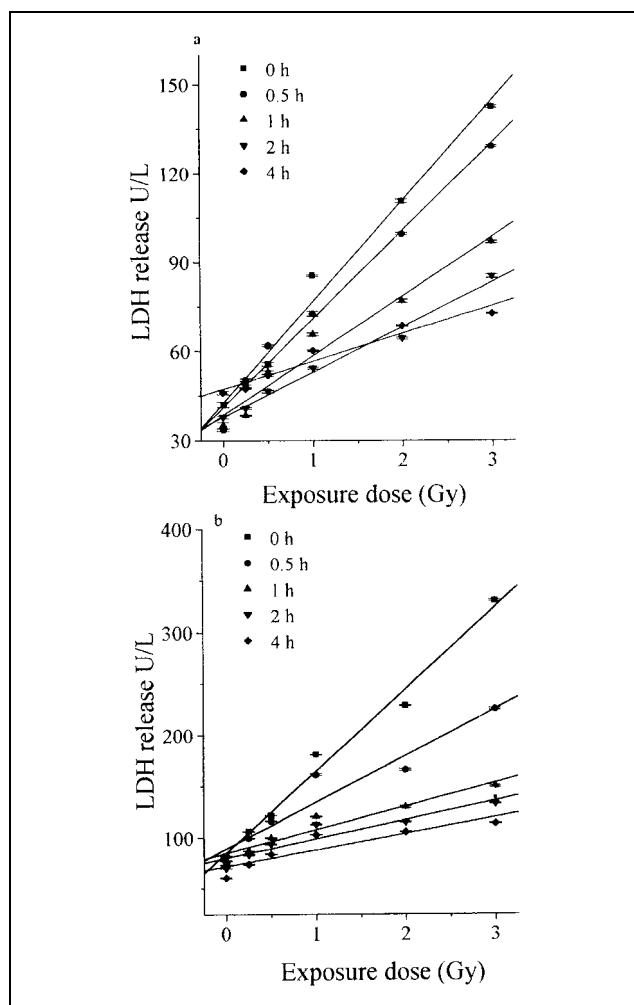 a
150
120
90
60
30
LDH release U/L
0 h
0.5 h
1 h
2 h
4 h
0 1 2 3
Exposure dose (Gy)
b
400
300
200
100
LDH release U/L
0 h
0.5 h
1 h
2 h
4 h
0 1 2 3
Exposure dose (Gy)